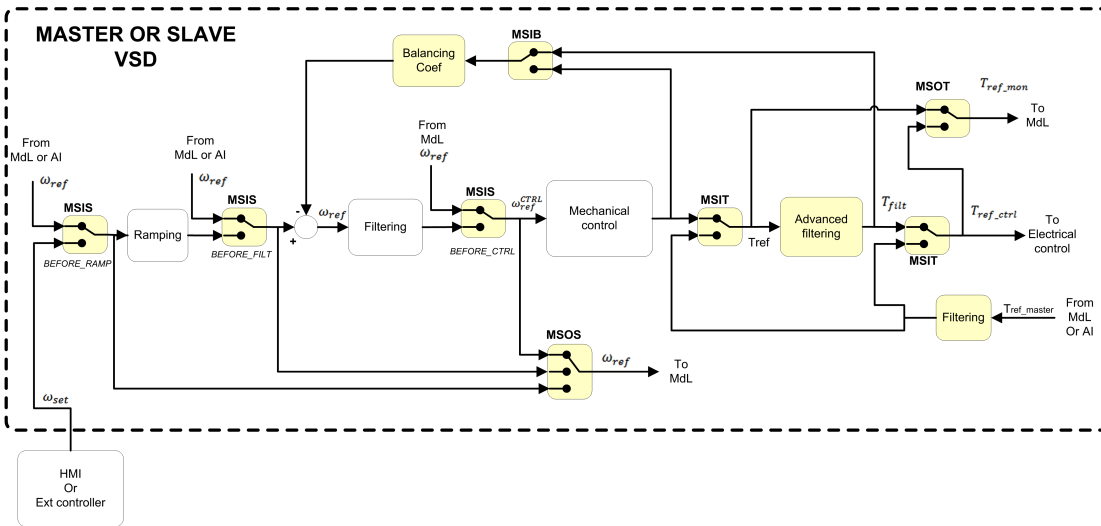 MASTER OR SLAVE
VSD
Balancing
Coef
MSIB
MSOT
T_ref_mon
To
MdL
From
MdL or AI
ω_ref
From
MdL or AI
ω_ref
From
MdL
ω_ref
MSIS
BEFORE_RAMP
Ramping
MSIS
BEFORE_FILT
-
+
ω_ref
Filtering
MSIS
BEFORE_CTRL
ω_ref^CTRL
Mechanical
control
MSIT
Tref
Advanced
filtering
T_filt
MSIT
T_ref_ctrl
To
Electrical
control
Filtering
Tref_master
From
MdL
Or AI
MSOS
ω_ref
To
MdL
ω_set
HMI
Or
Ext controller